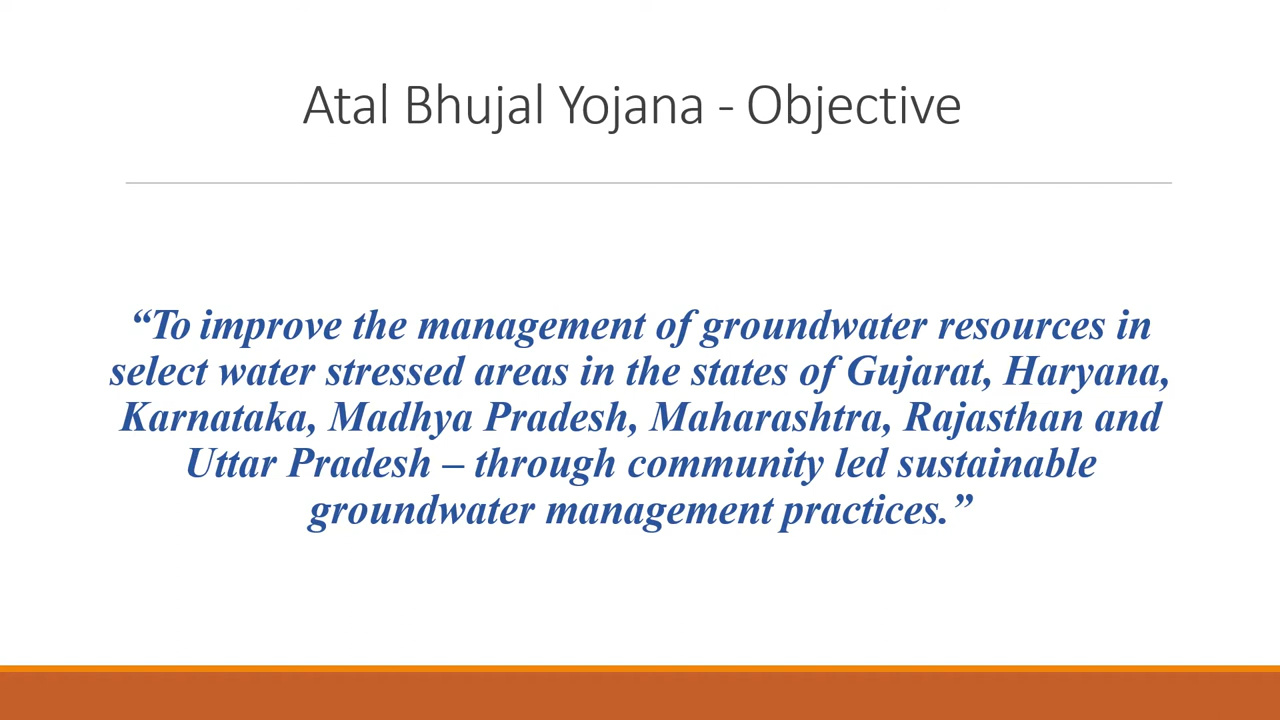 Atal Bhujal Yojana - Objective
“To improve the management of groundwater resources in
select water stressed areas in the states of Gujarat, Haryana,
Karnataka, Madhya Pradesh, Maharashtra, Rajasthan and
Uttar Pradesh – through community led sustainable
groundwater management practices.”